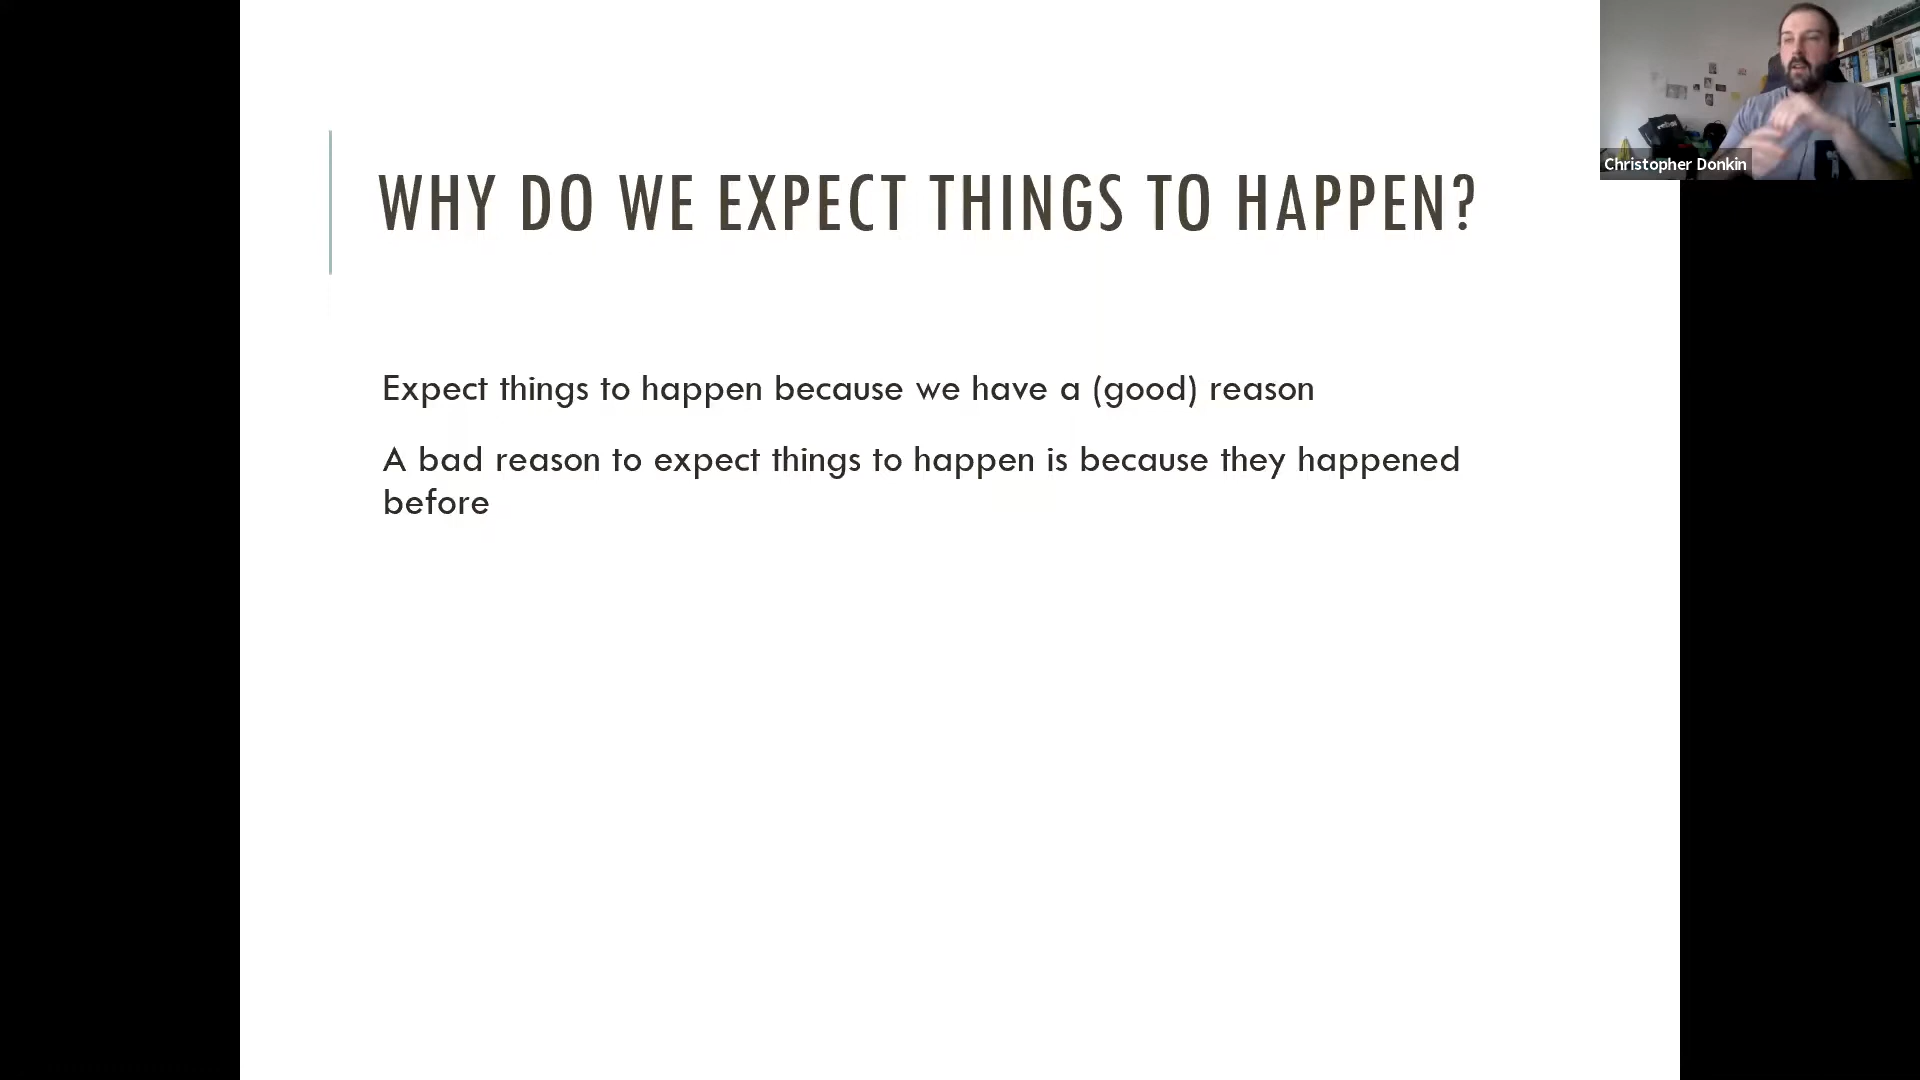 WHY DO WE EXPECT THINGS TO HAPPEN?
Christopher Donkin
Expect things to happen because we have a (good) reason
A bad reason to expect things to happen is because they happened
before